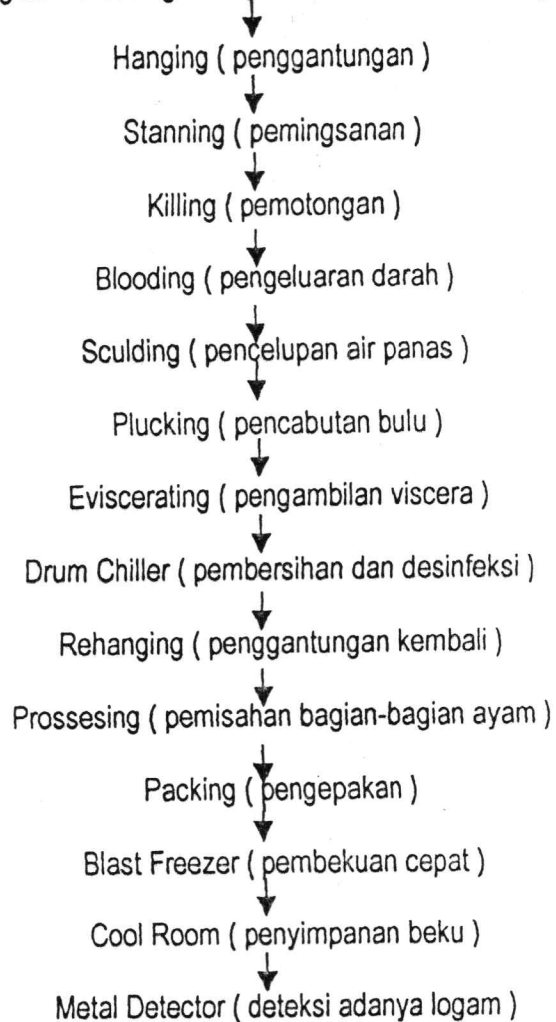 Hanging ( penggantungan )
Stanning ( pemingsanan )
Killing ( pemotongan )
Blooding ( pengeluaran darah )
Sculding ( pencelupan air panas )
Plucking ( pencabutan bulu )
Eviscerating ( pengambilan viscera )
Drum Chiller ( pembersihan dan desinfeksi )
Rehanging ( penggantungan kembali )
Prossesing ( pemisahan bagian-bagian ayam )
Packing ( pengepakan )
Blast Freezer ( pembekuan cepat )
Cool Room ( penyimpanan beku )
Metal Detector ( deteksi adanya logam )